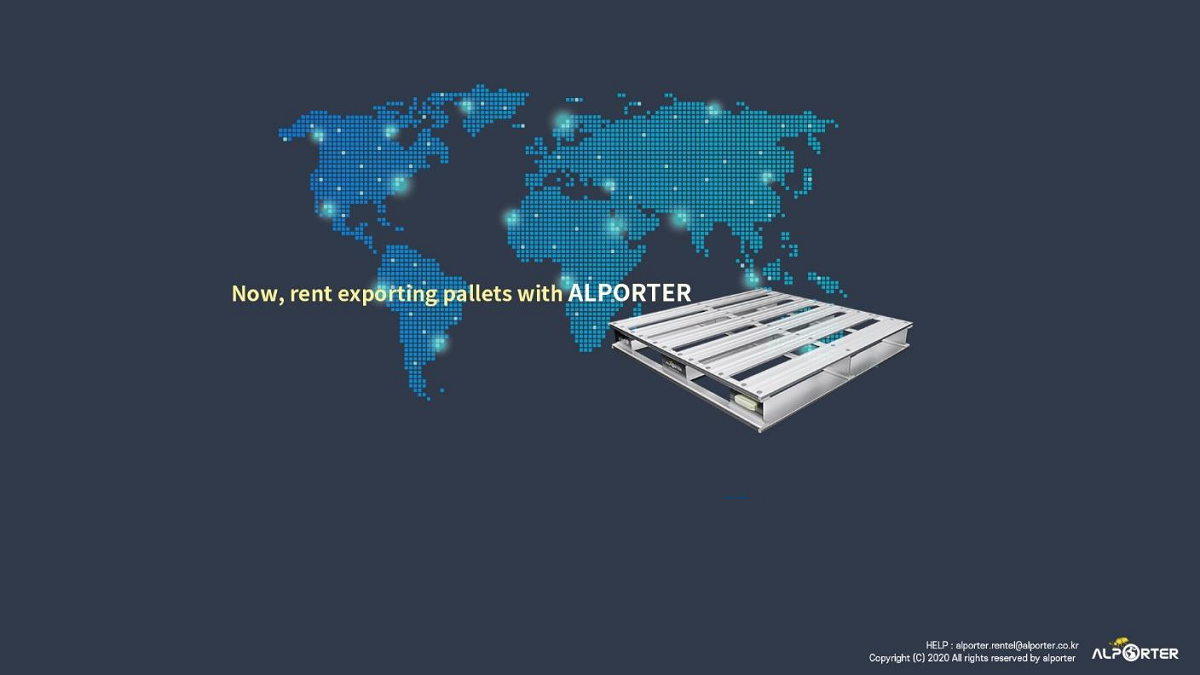 Now, rent exporting pallets with ALPORTER
HELP : alporter.rentel@alporter.co.kr
Copyright (C) 2020 All rights reserved by alporter
ALPORTER